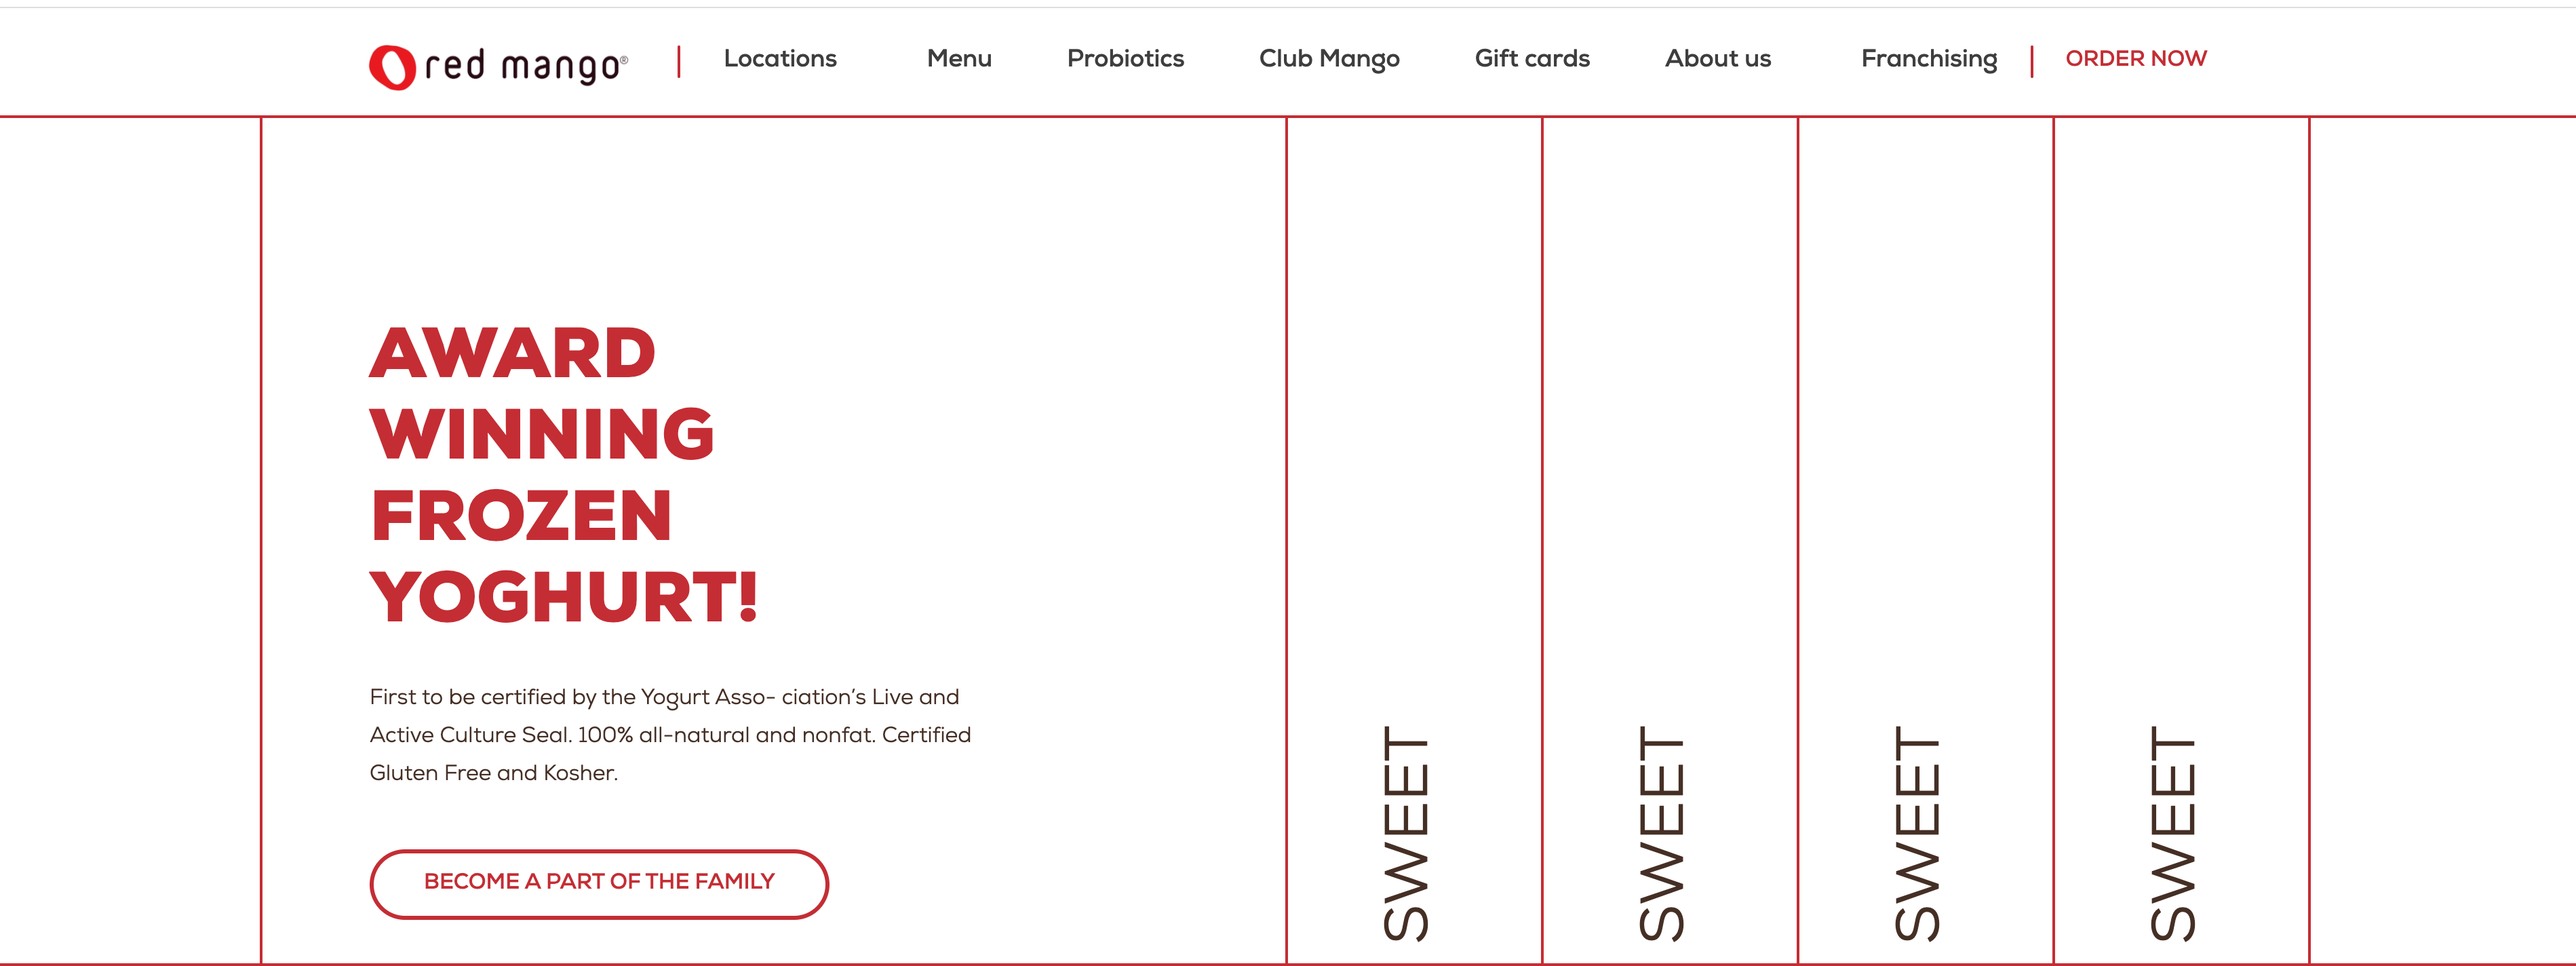 red mango®
Locations
Menu
Probiotics
Club Mango
Gift cards
About us
Franchising
ORDER NOW
AWARD
WINNING
FROZEN
YOGHURT!
First to be certified by the Yogurt Asso- ciation’s Live and
Active Culture Seal. 100% all-natural and nonfat. Certified
Gluten Free and Kosher.
BECOME A PART OF THE FAMILY
SWEET
SWEET
SWEET
SWEET